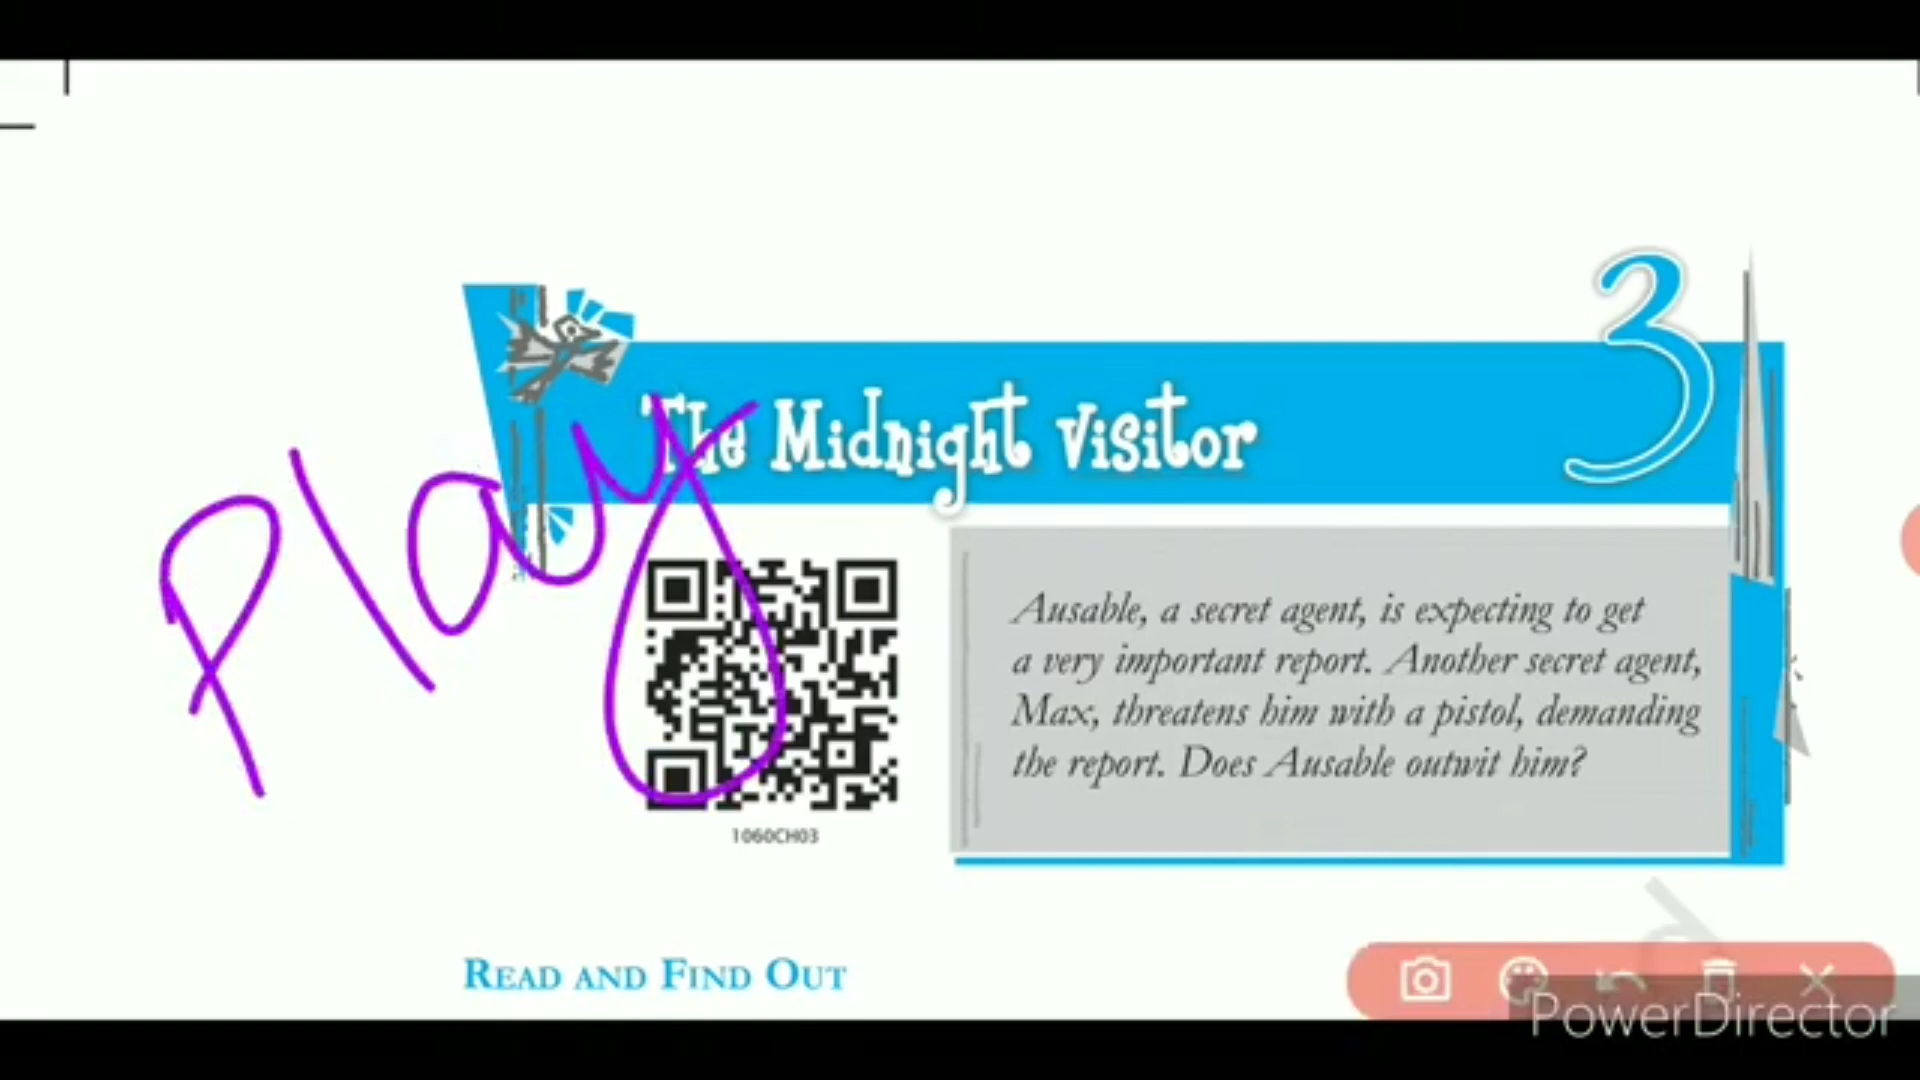 3
The Midnight Visitor
Play
Ausable, a secret agent, is expecting to get
a very important report. Another secret agent,
Max, threatens him with a pistol, demanding
the report. Does Ausable outwit him?
1060CH03
READ AND FIND OUT
d
PowerDirector